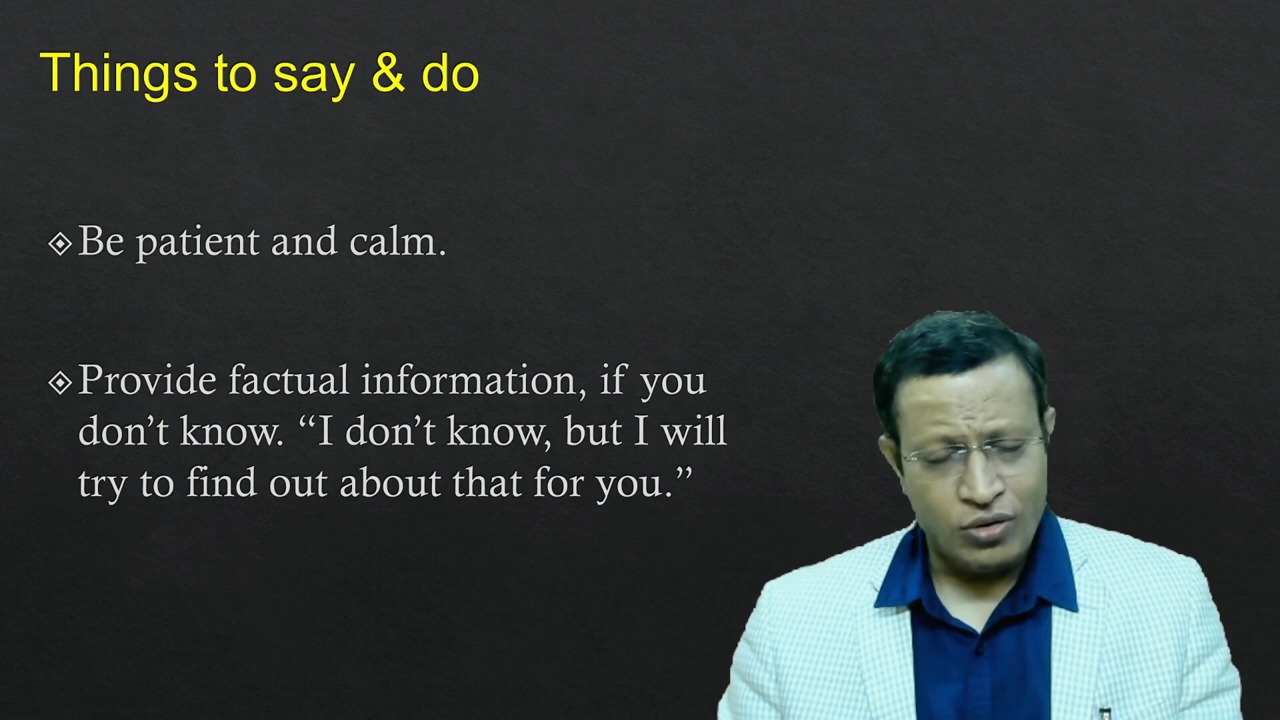 Things to say & do
Be patient and calm.
Provide factual information, if you
don’t know. “I don’t know, but I will
try to find out about that for you.”